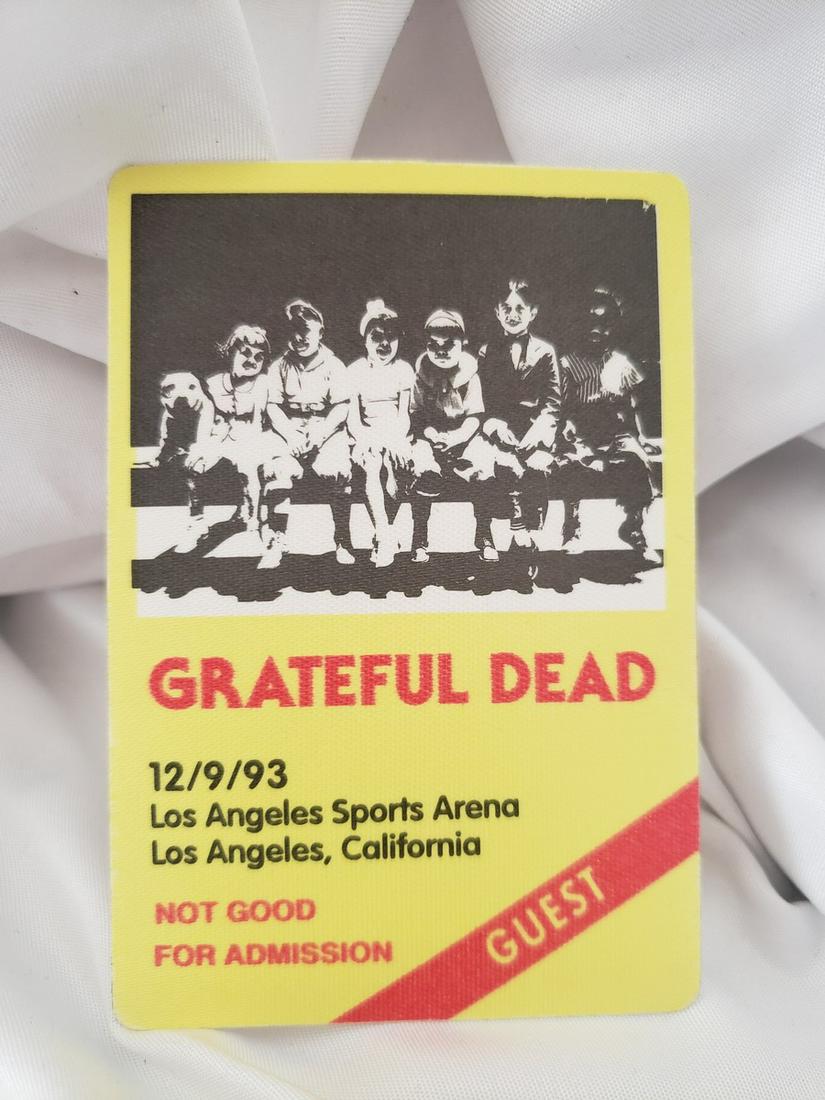 GRATEFUL DEAD
12/9/93
Los Angeles Sports Arena
Los Angeles, California
NOT GOOD
FOR ADMISSION
GUEST